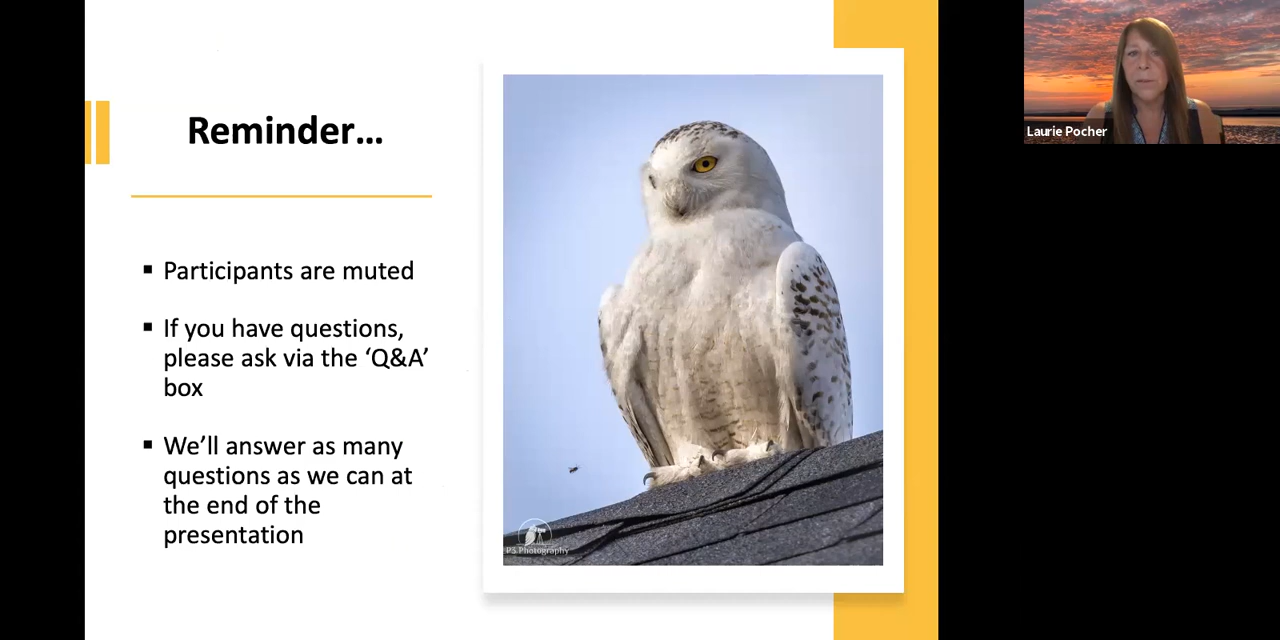 Reminder...
▪ Participants are muted
▪ If you have questions,
please ask via the ‘Q&A’
box
▪ We’ll answer as many
questions as we can at
the end of the
presentation
P5 Photography
Laurie Pocher